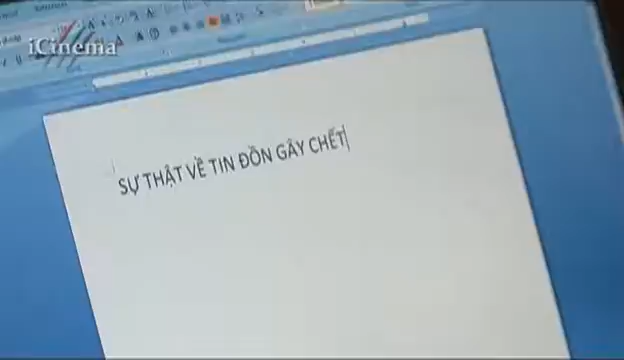 iCinema
SỰ THẬT VỀ TIN ĐỒN GÂY CHẾT